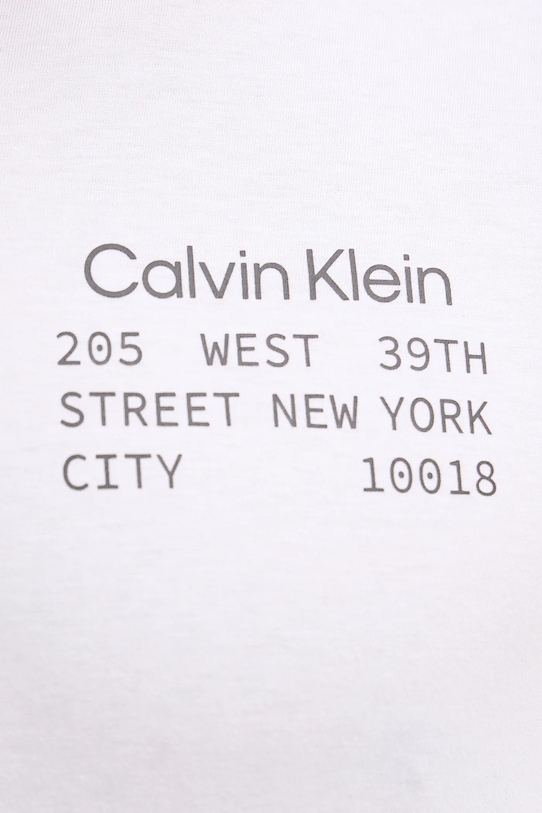 Calvin Klein
205 WEST 39TH
STREET NEW YORK
CITY 10018